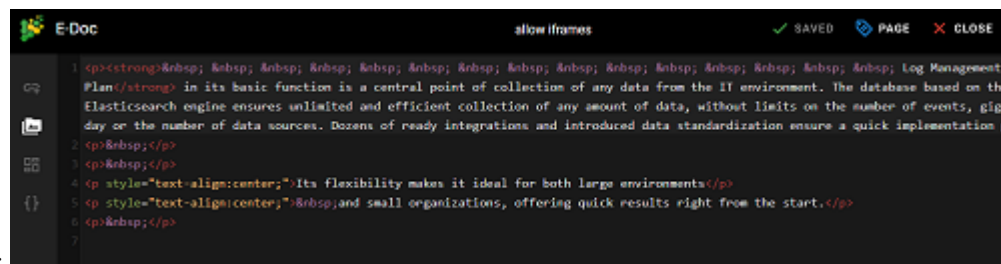 E-Doc
allow iframes
SAVED
PAGE
CLOSE
1 <p><strong>&nbsp; &nbsp; &nbsp; &nbsp; &nbsp; &nbsp; &nbsp; &nbsp; &nbsp; &nbsp; &nbsp; &nbsp; &nbsp; &nbsp; &nbsp; Log Management
Plan</strong> in its basic function is a central point of collection of any data from the IT environment. The database based on th
Elasticsearch engine ensures unlimited and efficient collection of any amount of data, without limits on the number of events, gig
day or the number of data sources. Dozens of ready integrations and introduced data standardization ensure a quick implementation
2 <p>&nbsp;</p>
3 <p>&nbsp;</p>
4 <p style="text-align:center;">Its flexibility makes it ideal for both large environments</p>
5 <p style="text-align:center;">&nbsp;and small organizations, offering quick results right from the start.</p>
6 <p>&nbsp;</p>
7